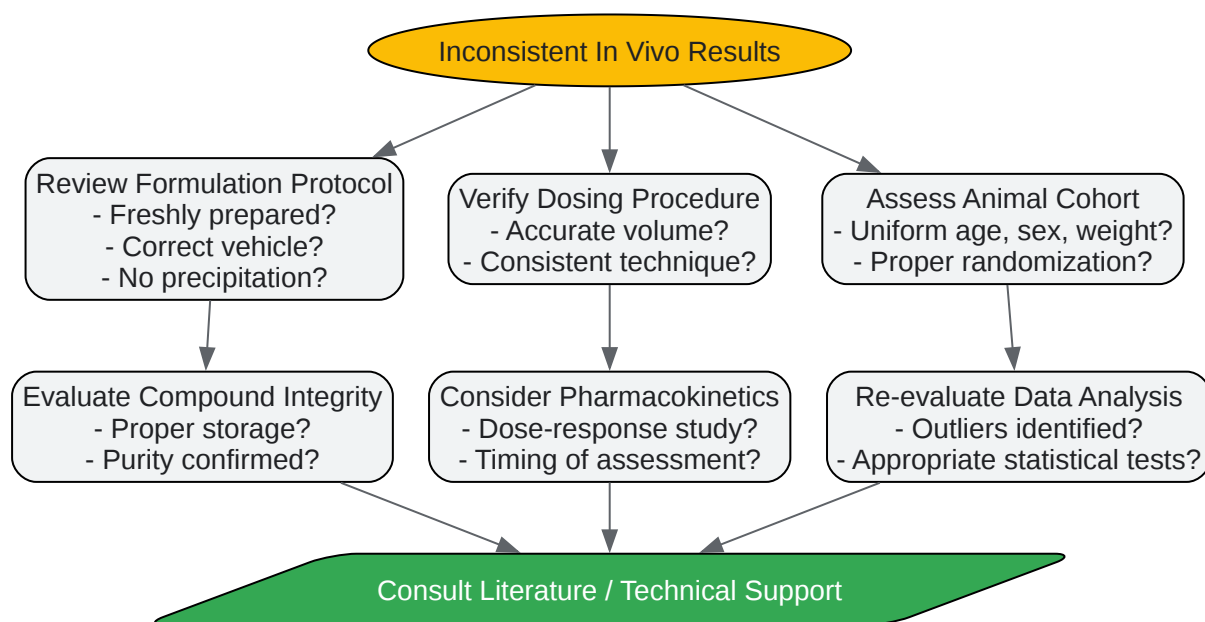 Inconsistent In Vivo Results
Review Formulation Protocol
- Freshly prepared?
- Correct vehicle?
- No precipitation?
Verify Dosing Procedure
- Accurate volume?
- Consistent technique?
Assess Animal Cohort
- Uniform age, sex, weight?
- Proper randomization?
Evaluate Compound Integrity
- Proper storage?
- Purity confirmed?
Consider Pharmacokinetics
- Dose-response study?
- Timing of assessment?
Re-evaluate Data Analysis
- Outliers identified?
- Appropriate statistical tests?
Consult Literature / Technical Support